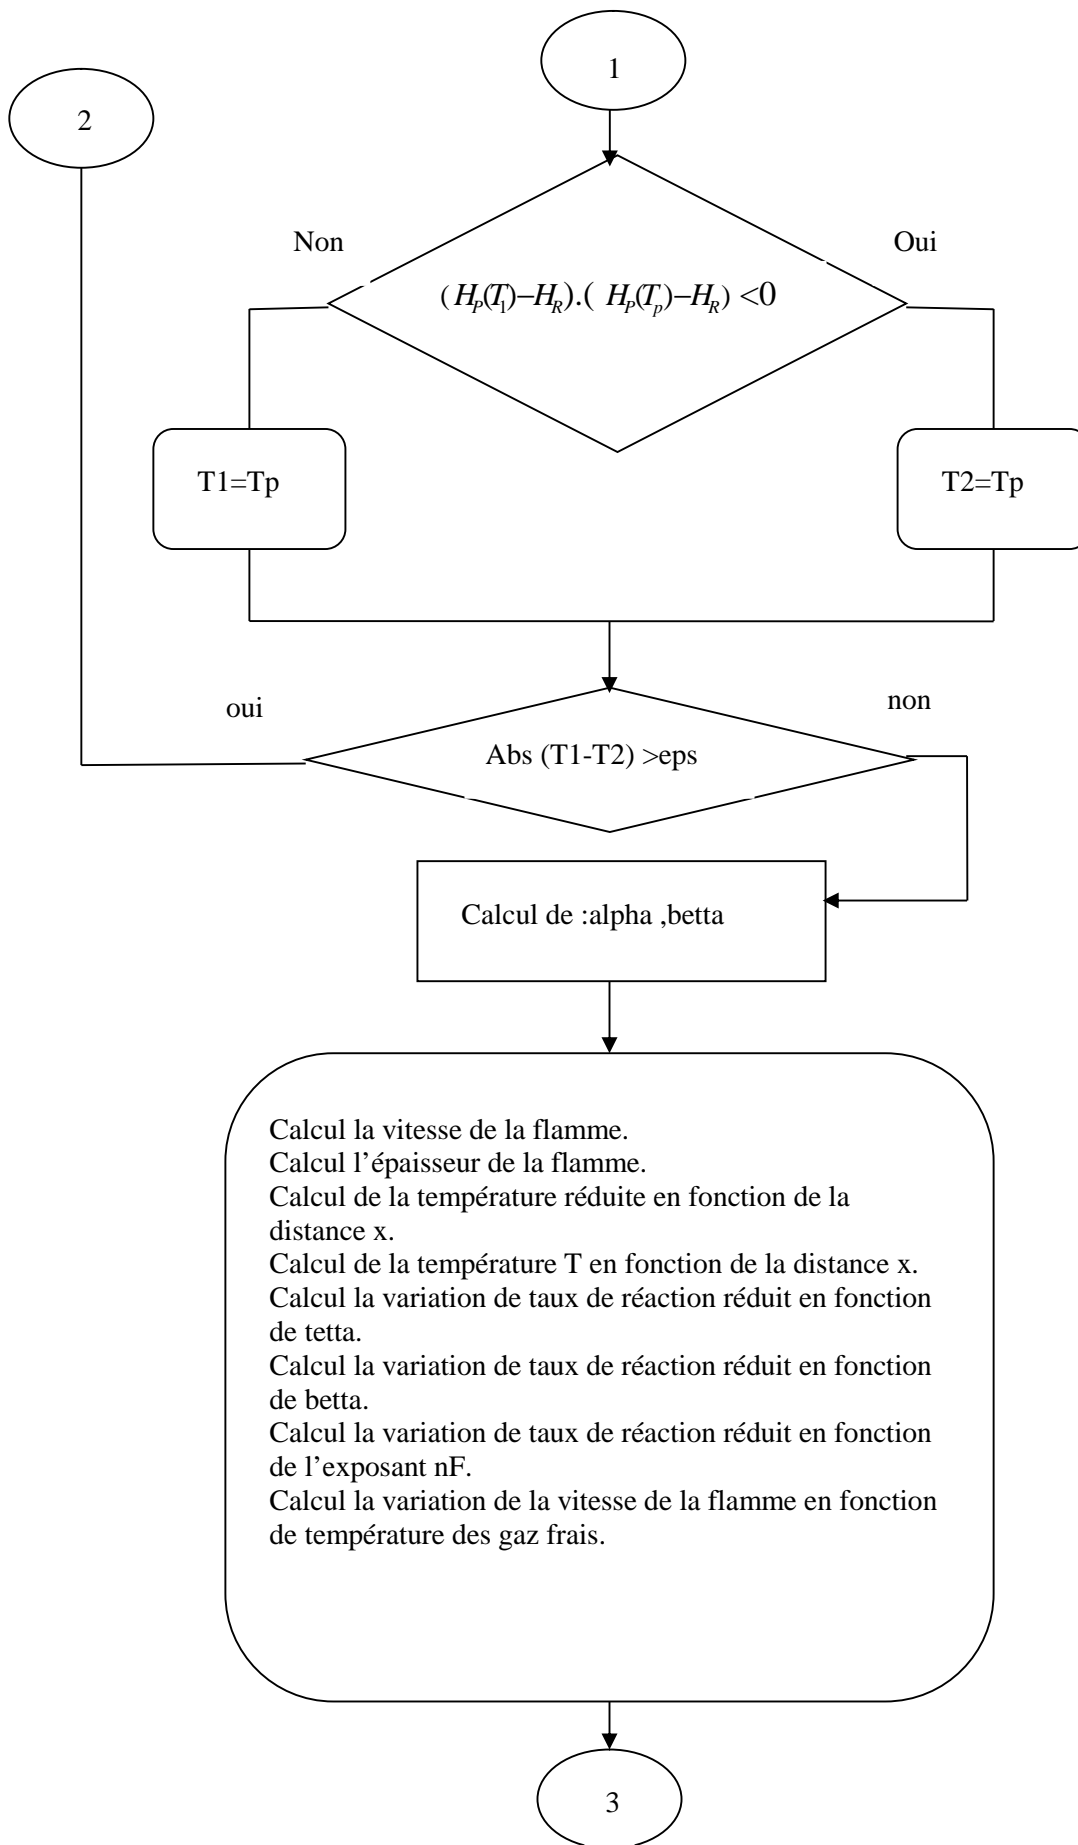 1
2
Non
Oui
(H_P(T_1)–H_R).( H_P(T_p)–H_R) <0
T1=Tp
T2=Tp
oui
non
Abs (T1-T2) >eps
Calcul de :alpha ,betta
Calcul la vitesse de la flamme.
Calcul l’épaisseur de la flamme.
Calcul de la température réduite en fonction de la
distance x.
Calcul de la température T en fonction de la distance x.
Calcul la variation de taux de réaction réduit en fonction
de tetta.
Calcul la variation de taux de réaction réduit en fonction
de betta.
Calcul la variation de taux de réaction réduit en fonction
de l’exposant nF.
Calcul la variation de la vitesse de la flamme en fonction
de température des gaz frais.
3